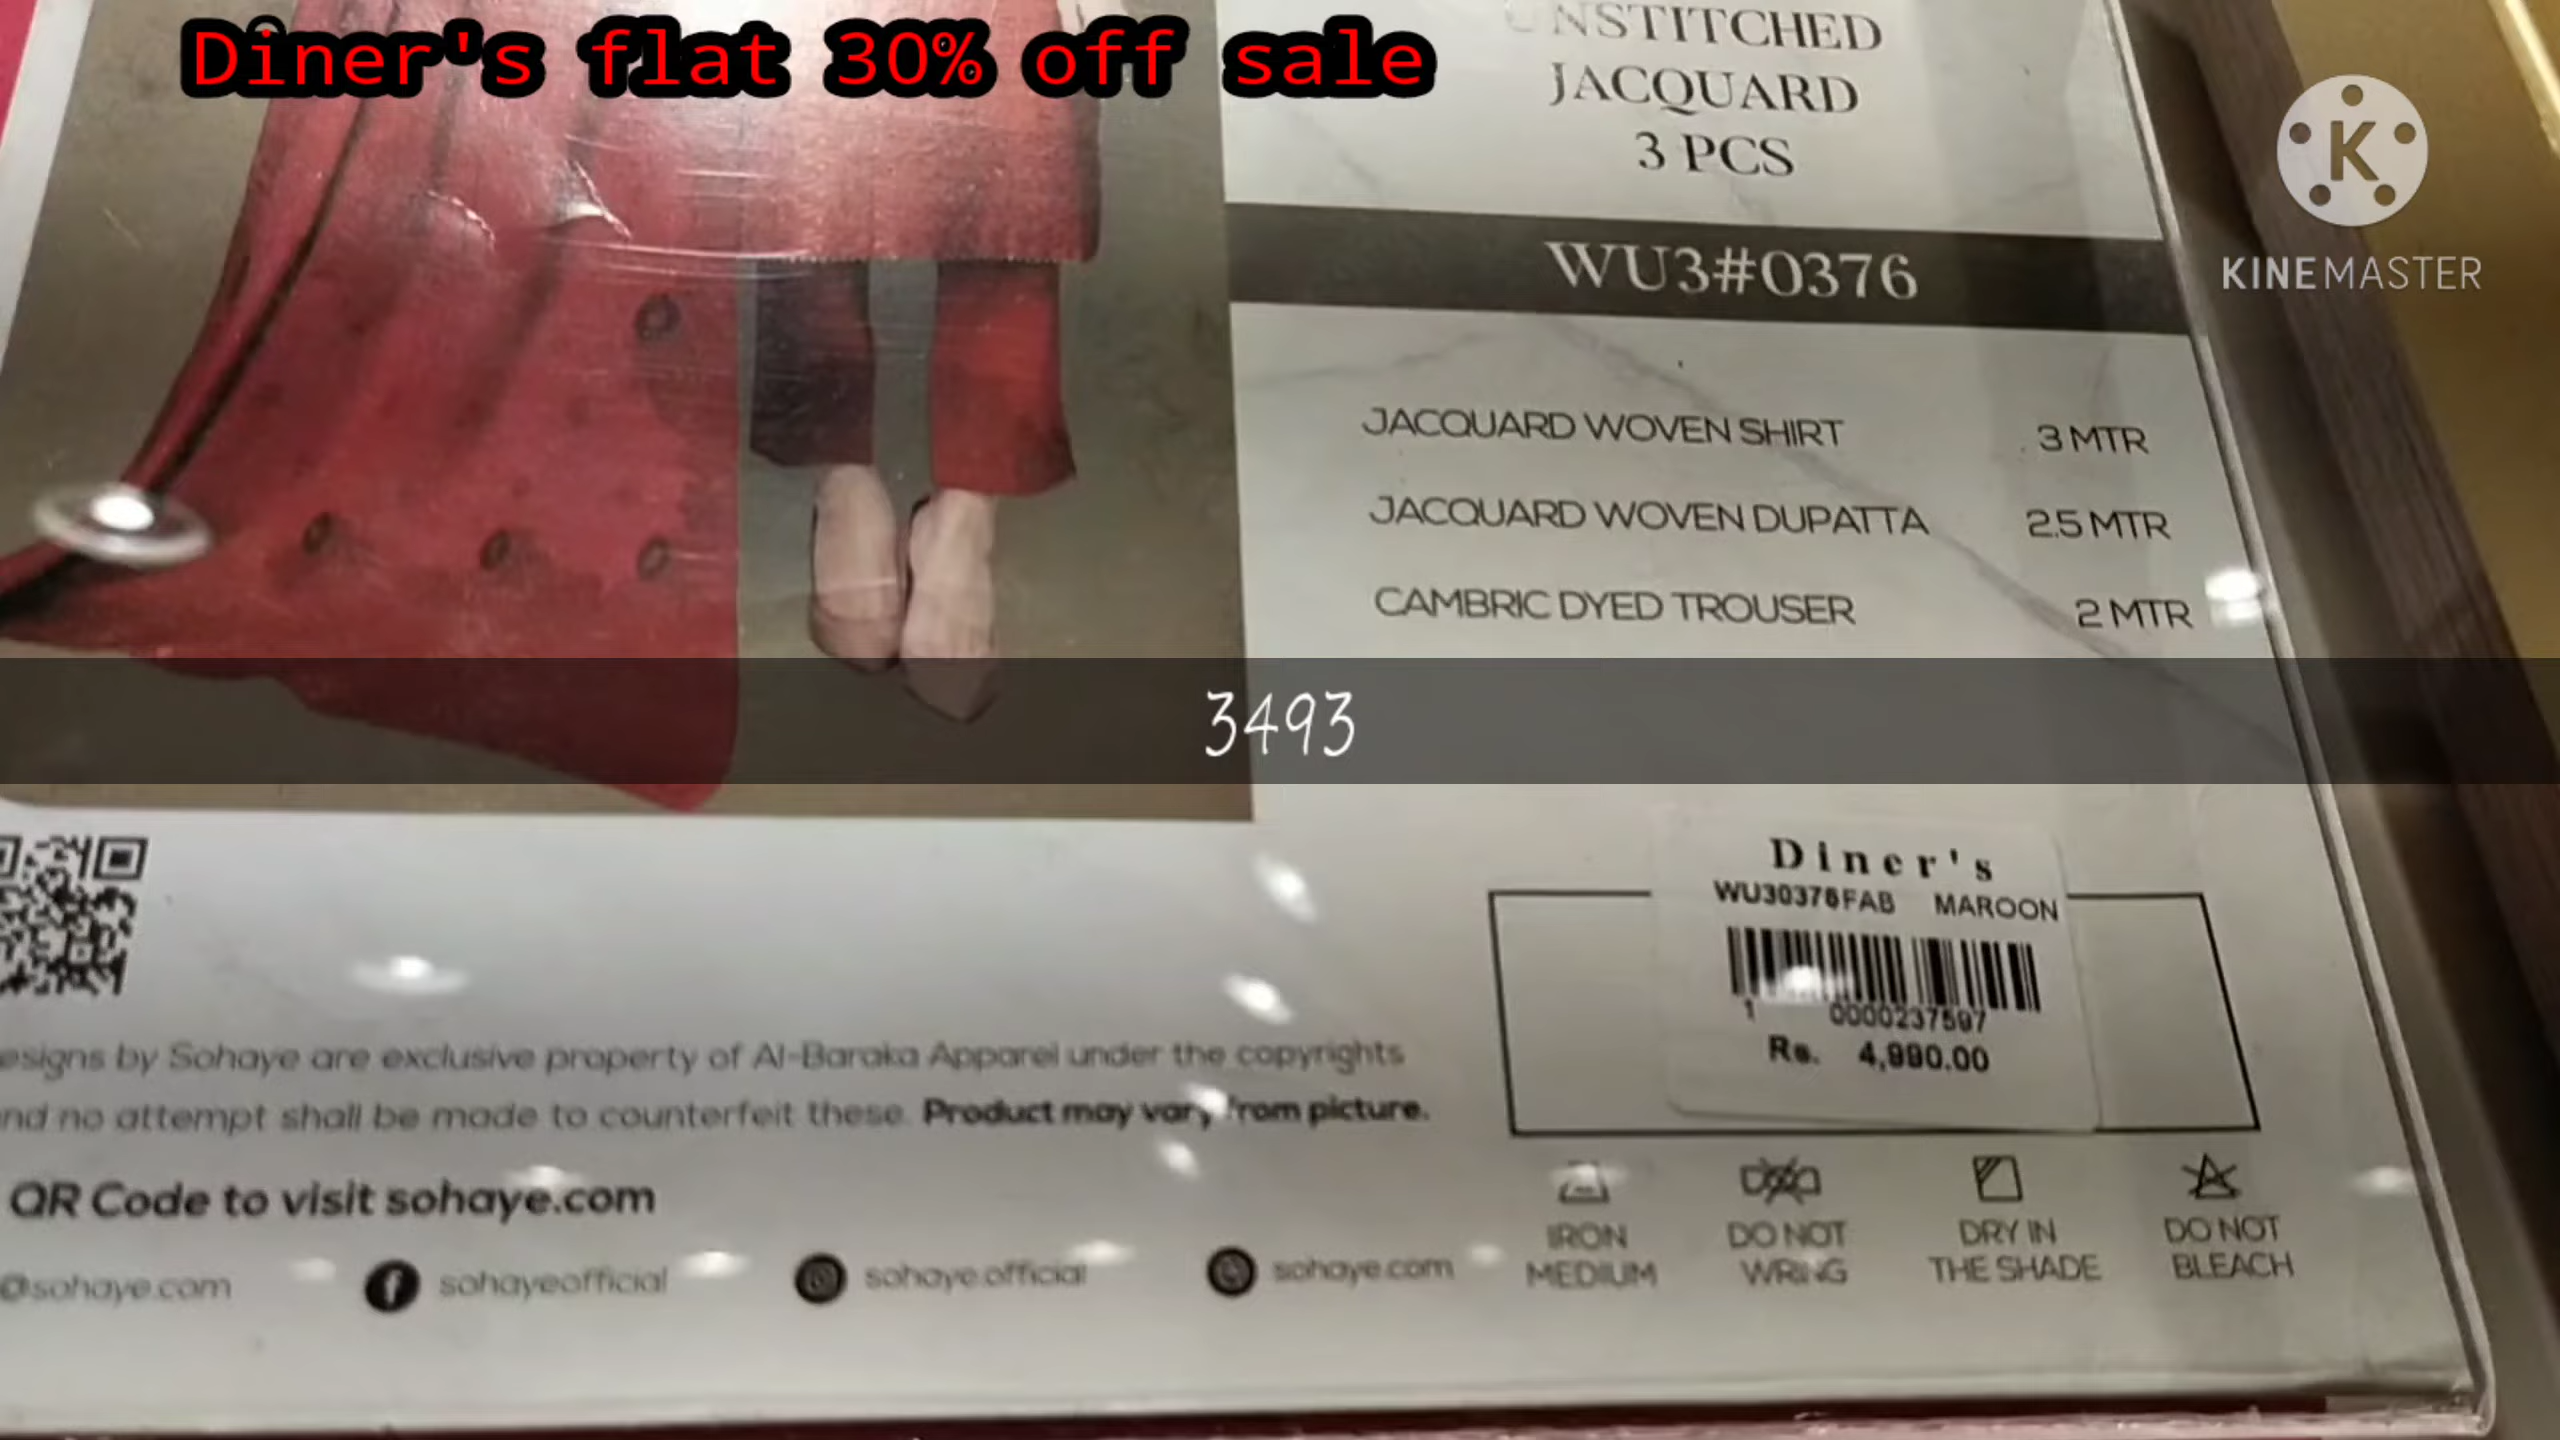 Diner's flat 30% off sale
UNSTITCHED
JACQUARD
3 PCS
WU3#0376
KINEMASTER
JACQUARD WOVEN SHIRT 3 MTR
JACQUARD WOVEN DUPATTA 2.5 MTR
CAMBRIC DYED TROUSER 2 MTR
3493
Diner's
WU30376FAB MAROON
1 0000237597
Rs. 4,990.00
esigns by Sohaye are exclusive property of Al-Baraka Apparel under the copyrights
nd no attempt shall be made to counterfeit these. Product may vary from picture.
QR Code to visit sohaye.com
@sohaye.com sohayeofficial sohaye.official sohaye.com
IRON MEDIUM
DO NOT WRING
DRY IN THE SHADE
DO NOT BLEACH